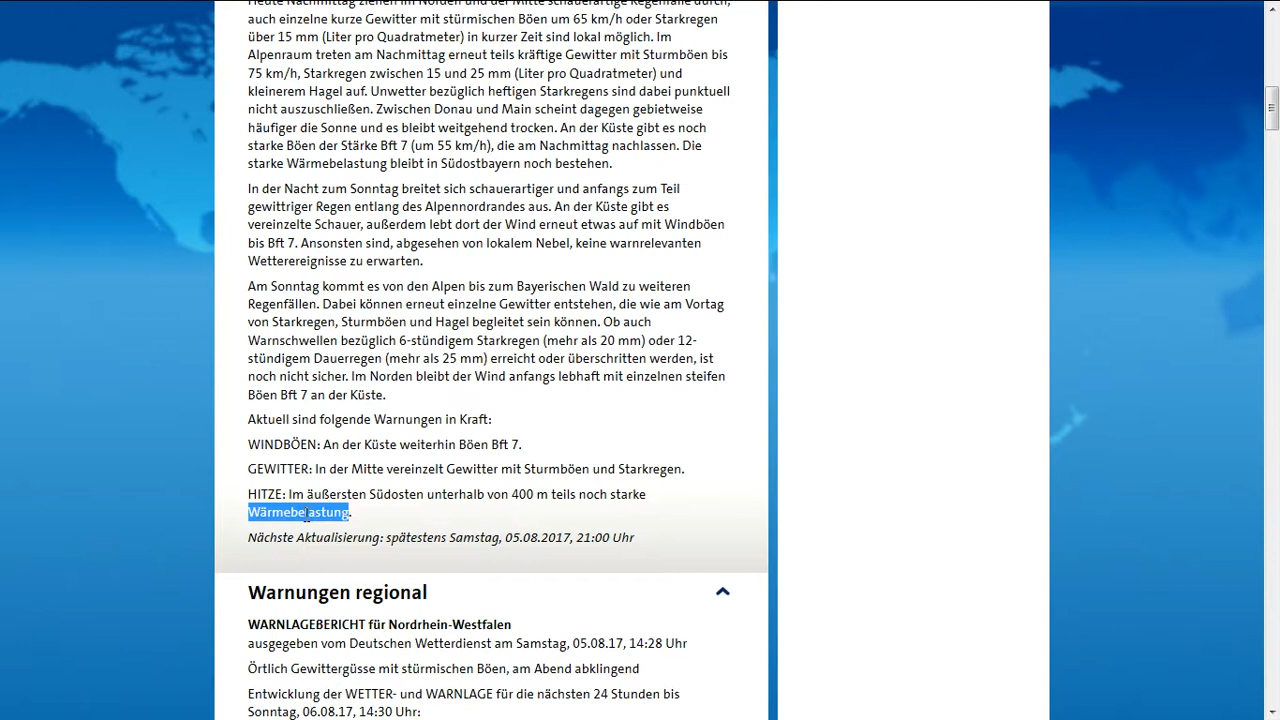 Heute Nachmittag ziehen im Norden und der Mitte schauerartige Regenfälle durch,
auch einzelne kurze Gewitter mit stürmischen Böen um 65 km/h oder Starkregen
über 15 mm (Liter pro Quadratmeter) in kurzer Zeit sind lokal möglich. Im
Alpenraum treten am Nachmittag erneut teils kräftige Gewitter mit Sturmböen bis
75 km/h, Starkregen zwischen 15 und 25 mm (Liter pro Quadratmeter) und
kleinerem Hagel auf. Unwetter bezüglich heftigen Starkregens sind dabei punktuell
nicht auszuschließen. Zwischen Donau und Main scheint dagegen gebietweise
häufiger die Sonne und es bleibt weitgehend trocken. An der Küste gibt es noch
starke Böen der Stärke Bft 7 (um 55 km/h), die am Nachmittag nachlassen. Die
starke Wärmebelastung bleibt in Südostbayern noch bestehen.
In der Nacht zum Sonntag breitet sich schauerartiger und anfangs zum Teil
gewittriger Regen entlang des Alpennordrandes aus. An der Küste gibt es
vereinzelte Schauer, außerdem lebt dort der Wind erneut etwas auf mit Windböen
bis Bft 7. Ansonsten sind, abgesehen von lokalem Nebel, keine warnrelevanten
Wetterereignisse zu erwarten.
Am Sonntag kommt es von den Alpen bis zum Bayerischen Wald zu weiteren
Regenfällen. Dabei können erneut einzelne Gewitter entstehen, die wie am Vortag
von Starkregen, Sturmböen und Hagel begleitet sein können. Ob auch
Warnschwellen bezüglich 6-stündigem Starkregen (mehr als 20 mm) oder 12-
stündigem Dauerregen (mehr als 25 mm) erreicht oder überschritten werden, ist
noch nicht sicher. Im Norden bleibt der Wind anfangs lebhaft mit einzelnen steifen
Böen Bft 7 an der Küste.
Aktuell sind folgende Warnungen in Kraft:
WINDBÖEN: An der Küste weiterhin Böen Bft 7.
GEWITTER: In der Mitte vereinzelt Gewitter mit Sturmböen und Starkregen.
HITZE: Im äußersten Südosten unterhalb von 400 m teils noch starke
Wärmebelastung.
Nächste Aktualisierung: spätestens Samstag, 05.08.2017, 21:00 Uhr
Warnungen regional
WARNLAGEBERICHT für Nordrhein-Westfalen
ausgegeben vom Deutschen Wetterdienst am Samstag, 05.08.17, 14:28 Uhr
Örtlich Gewittergüsse mit stürmischen Böen, am Abend abklingend
Entwicklung der WETTER- und WARNLAGE für die nächsten 24 Stunden bis
Sonntag, 06.08.17, 14:30 Uhr: